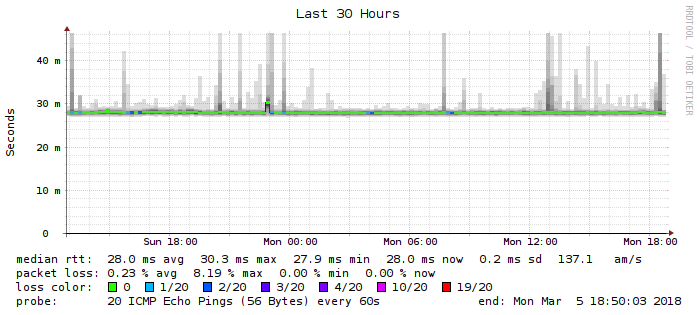 Last 30 Hours
RRDTOOL / TOBI OETIKER
Seconds
40 m
30 m
20 m
10 m
0
Sun 18:00 Mon 00:00 Mon 06:00 Mon 12:00 Mon 18:00
median rtt: 28.0 ms avg 30.3 ms max 27.9 ms min 28.0 ms now 0.2 ms sd 137.1 am/s
packet loss: 0.23 % avg 8.19 % max 0.00 % min 0.00 % now
loss color: 0 1/20 2/20 3/20 4/20 10/20 19/20
probe: 20 ICMP Echo Pings (56 Bytes) every 60s end: Mon Mar 5 18:50:03 2018